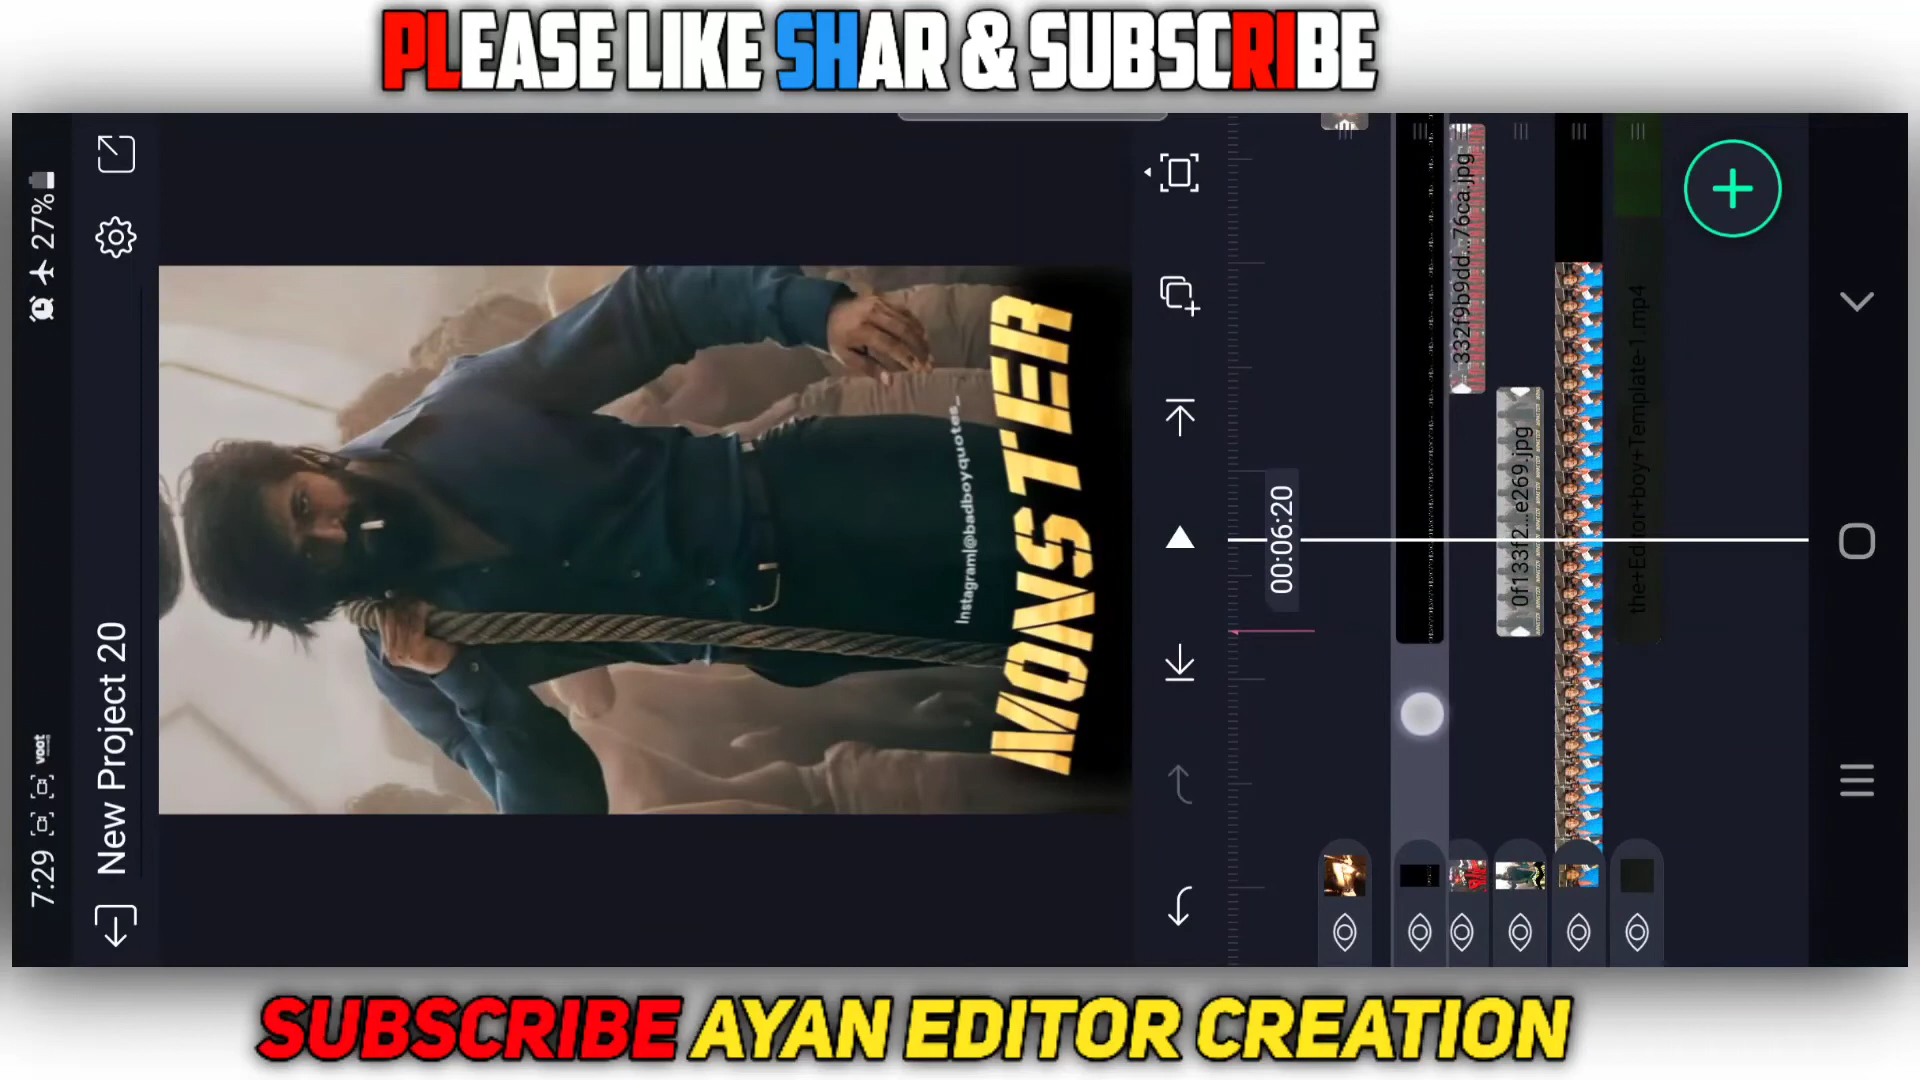 PLEASE LIKE SHAR & SUBSCRIBE
7:29 voot 27%
New Project 20
Instagram|@badboyquotes_
MONSTER
00:06:20
332f9b9dd...76ca.jpg
0f133f2...e269.jpg
the+Editor+boy+Template-1.mp4
SUBSCRIBE AYAN EDITOR CREATION